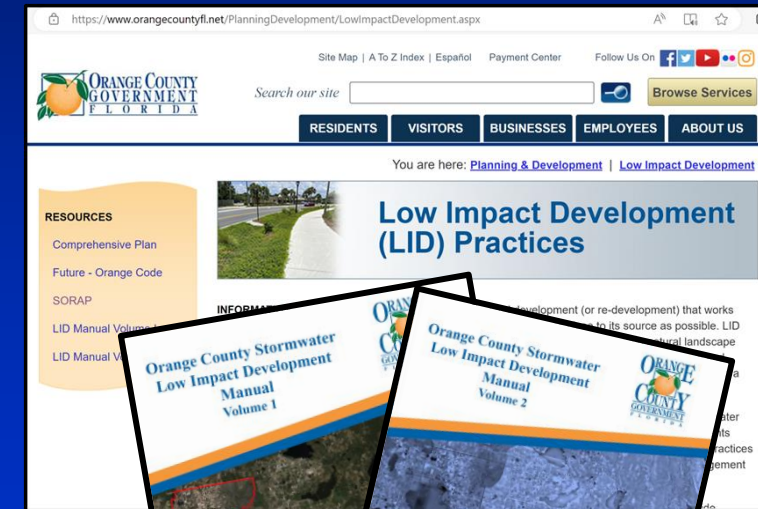 https://www.orangecountyfl.net/PlanningDevelopment/LowImpactDevelopment.aspx
Site Map | A To Z Index | Español Payment Center Follow Us On
ORANGE COUNTY
GOVERNMENT
FLORIDA
Search our site
Browse Services
RESIDENTS VISITORS BUSINESSES EMPLOYEES ABOUT US
You are here: Planning & Development | Low Impact Development
RESOURCES
Comprehensive Plan
Future - Orange Code
SORAP
LID Manual Volume
LID Manual
Low Impact Development
(LID) Practices
development (or re-development) that works
to its source as possible. LID
landscape
a
Orange County Stormwater
Low Impact Development
Manual
Volume 1
Orange County Stormwater
Low Impact Development
Manual
Volume 2
ORANGE
COUNTY
GOVERNMENT
FLORIDA